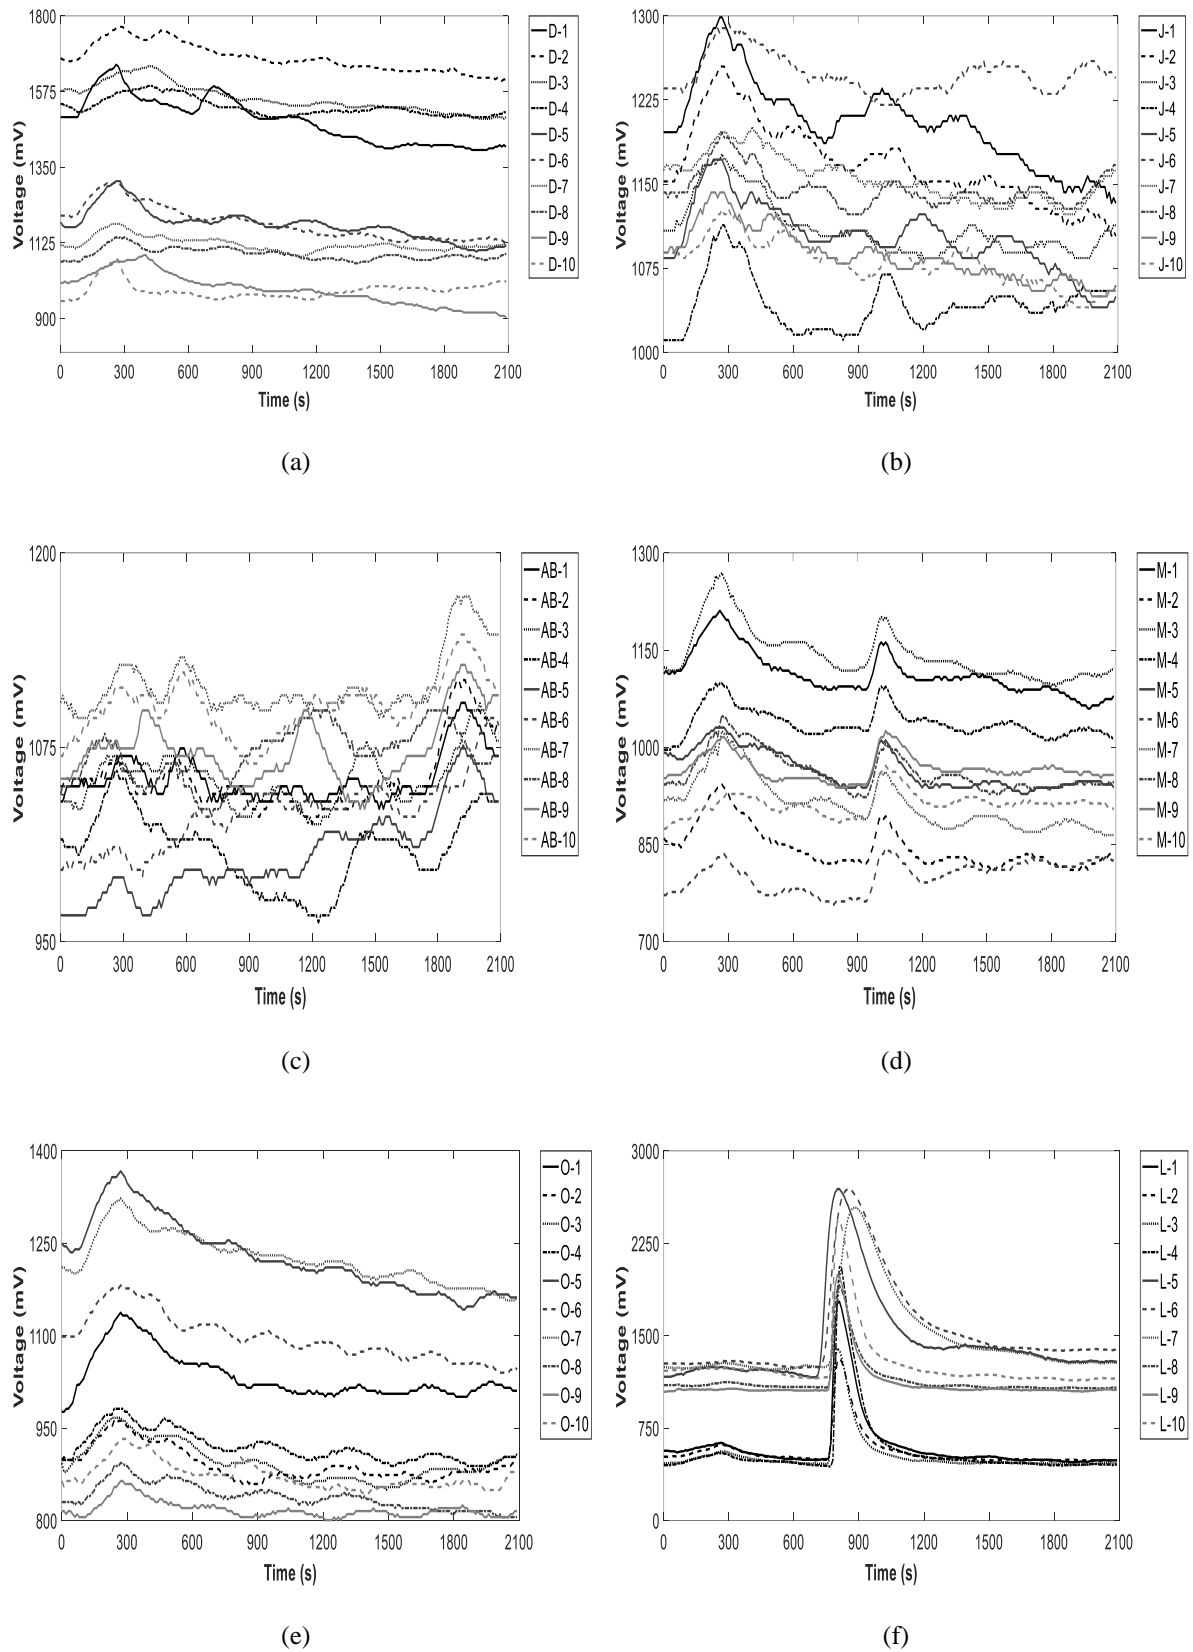 1800
1575
1350
1125
900
Voltage (mV)
0 300 600 900 1200 1500 1800 2100
Time (s)
D-1
D-2
D-3
D-4
D-5
D-6
D-7
D-8
D-9
D-10
(a)
1300
1225
1150
1075
1000
Voltage (mV)
0 300 600 900 1200 1500 1800 2100
Time (s)
J-1
J-2
J-3
J-4
J-5
J-6
J-7
J-8
J-9
J-10
(b)
1200
1075
950
Voltage (mV)
0 300 600 900 1200 1500 1800 2100
Time (s)
AB-1
AB-2
AB-3
AB-4
AB-5
AB-6
AB-7
AB-8
AB-9
AB-10
(c)
1300
1150
1000
850
700
Voltage (mV)
0 300 600 900 1200 1500 1800 2100
Time (s)
M-1
M-2
M-3
M-4
M-5
M-6
M-7
M-8
M-9
M-10
(d)
1400
1250
1100
950
800
Voltage (mV)
0 300 600 900 1200 1500 1800 2100
Time (s)
O-1
O-2
O-3
O-4
O-5
O-6
O-7
O-8
O-9
O-10
(e)
3000
2250
1500
750
0
Voltage (mV)
0 300 600 900 1200 1500 1800 2100
Time (s)
L-1
L-2
L-3
L-4
L-5
L-6
L-7
L-8
L-9
L-10
(f)